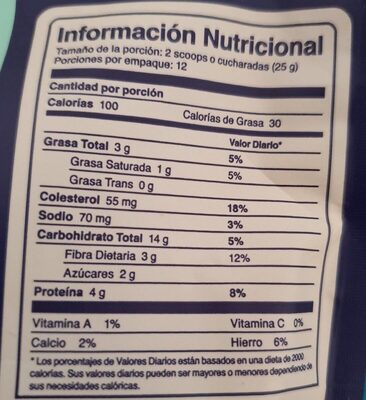 Información Nutricional
Tamaño de la porción: 2 scoops o cucharadas (25 g)
Porciones por empaque: 12
Cantidad por porción
Calorías 100 Calorías de Grasa 30
Valor Diario*
Grasa Total 3 g 5%
Grasa Saturada 1 g 5%
Grasa Trans 0 g
Colesterol 55 mg 18%
Sodio 70 mg 3%
Carbohidrato Total 14 g 5%
Fibra Dietaria 3 g 12%
Azúcares 2 g
Proteína 4 g 8%
Vitamina A 1% Vitamina C 0%
Calcio 2% Hierro 6%
* Los porcentajes de Valores Diarios están basados en una dieta de 2000
calorías. Sus valores diarios pueden ser mayores o menores dependiendo de
sus necesidades calóricas.